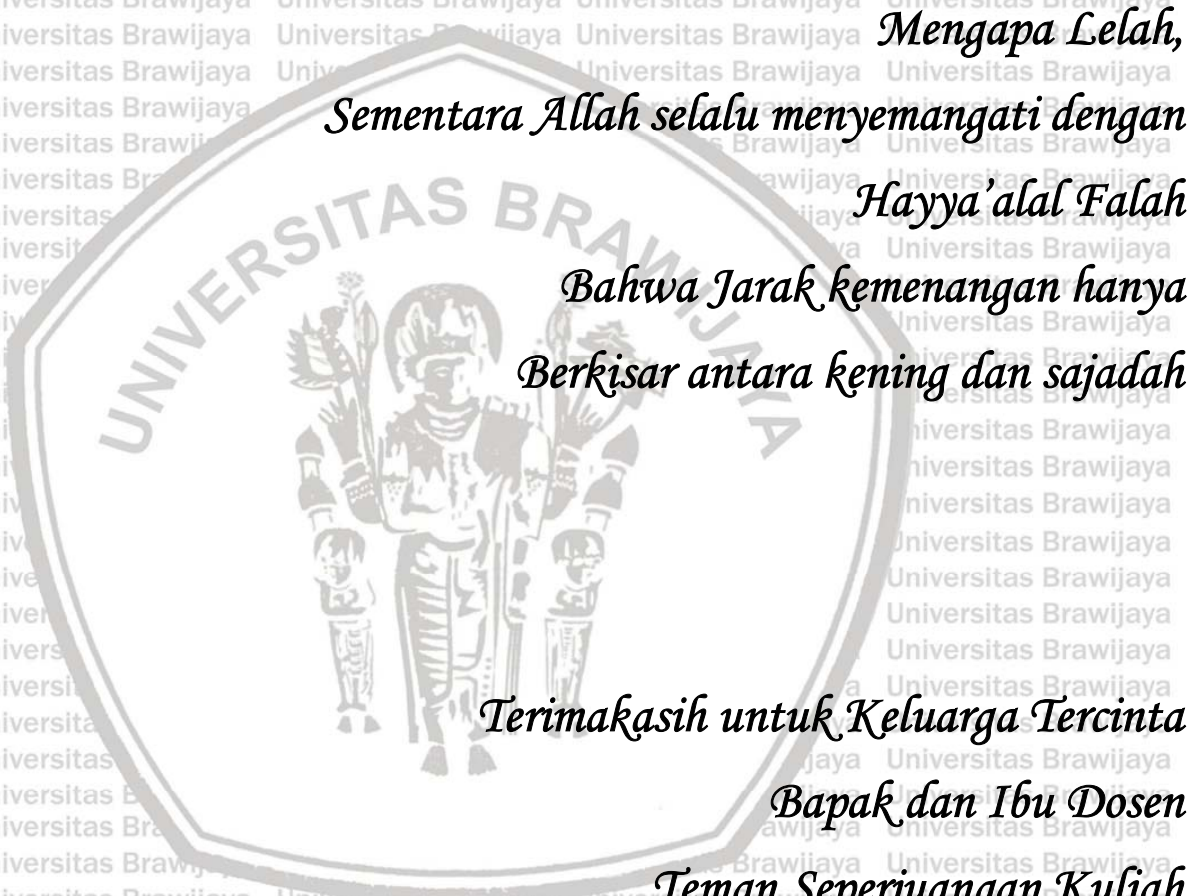 Mengapa Lelah,
Sementara Allah selalu menyemangati dengan
Hayya’alal Falah
Bahwa Jarak kemenangan hanya
Berkisar antara kening dan sajadah
UNIVERSITAS BRAWIJAYA
Terimakasih untuk Keluarga Tercinta
Bapak dan Ibu Dosen
Teman Seperjuangan Kuliah